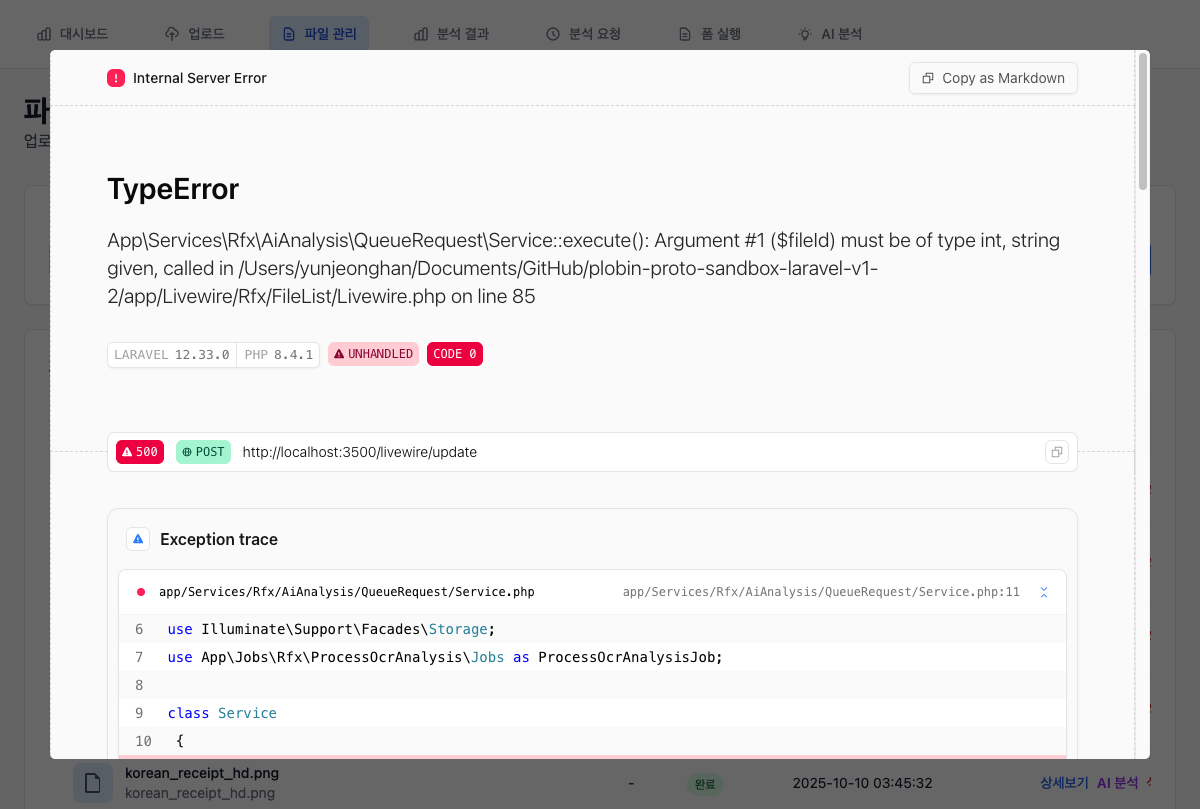 대시보드 업로드 파일 관리 분석 결과 분석 요청 폼 실행 AI 분석
Internal Server Error Copy as Markdown
파
업로
TypeError
App\Services\Rfx\AiAnalysis\QueueRequest\Service::execute(): Argument #1 ($fileId) must be of type int, string
given, called in /Users/yunjeonghan/Documents/GitHub/plobin-proto-sandbox-laravel-v1-
2/app/Livewire/Rfx/FileList/Livewire.php on line 85
LARAVEL 12.33.0 PHP 8.4.1 UNHANDLED CODE 0
500 POST http://localhost:3500/livewire/update
Exception trace
app/Services/Rfx/AiAnalysis/QueueRequest/Service.php app/Services/Rfx/AiAnalysis/QueueRequest/Service.php:11
6 use Illuminate\Support\Facades\Storage;
7 use App\Jobs\Rfx\ProcessOcrAnalysis\Jobs as ProcessOcrAnalysisJob;
8
9 class Service
10 {
korean_receipt_hd.png - 완료 2025-10-10 03:45:32 상세보기 AI 분석
korean_receipt_hd.png